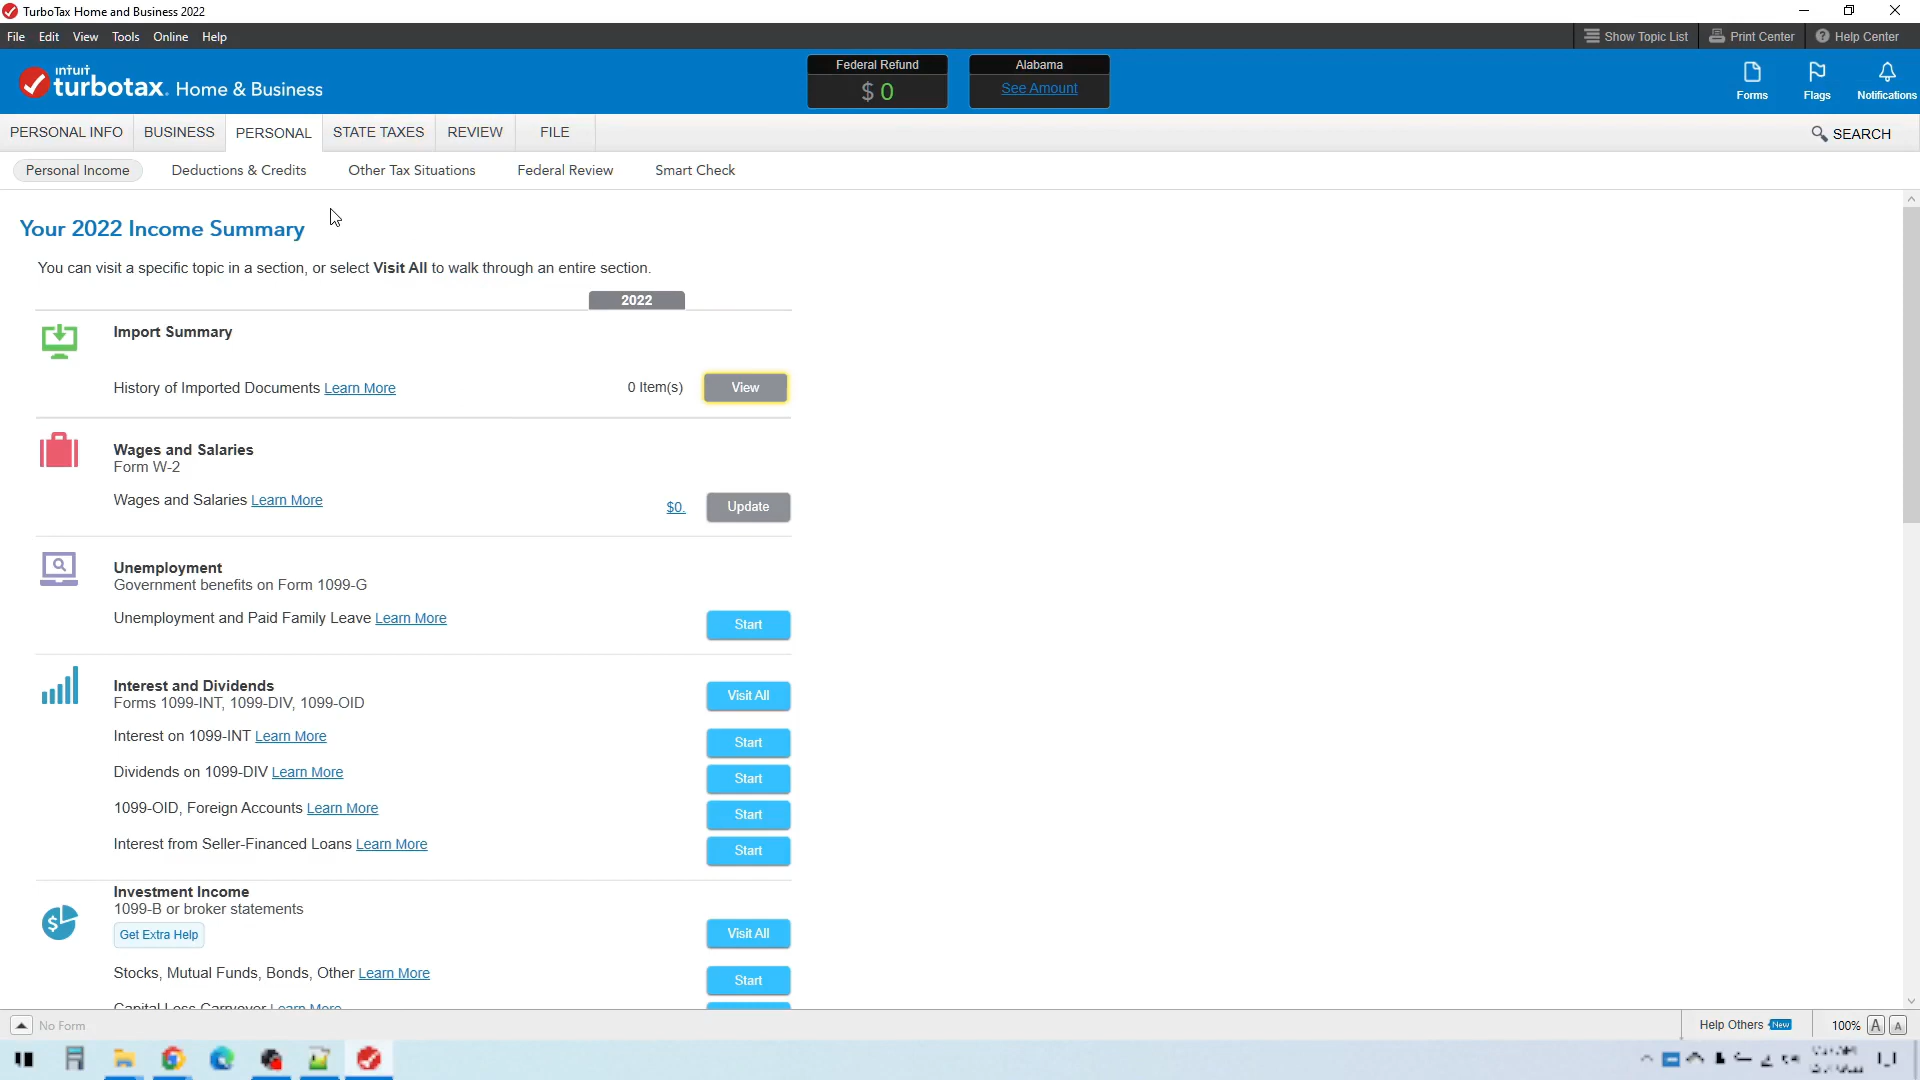 TurboTax Home and Business 2022
File Edit View Tools Online Help
Show Topic List Print Center Help Center
intuit turbotax. Home & Business
Federal Refund
$ 0
Alabama
See Amount
Forms Flags Notifications
PERSONAL INFO BUSINESS PERSONAL STATE TAXES REVIEW FILE
SEARCH
Personal Income Deductions & Credits Other Tax Situations Federal Review Smart Check
Your 2022 Income Summary
You can visit a specific topic in a section, or select Visit All to walk through an entire section.
2022
Import Summary
History of Imported Documents Learn More 0 Item(s) View
Wages and Salaries
Form W-2
Wages and Salaries Learn More $0. Update
Unemployment
Government benefits on Form 1099-G
Unemployment and Paid Family Leave Learn More Start
Interest and Dividends
Forms 1099-INT, 1099-DIV, 1099-OID Visit All
Interest on 1099-INT Learn More Start
Dividends on 1099-DIV Learn More Start
1099-OID, Foreign Accounts Learn More Start
Interest from Seller-Financed Loans Learn More Start
Investment Income
1099-B or broker statements
Get Extra Help Visit All
Stocks, Mutual Funds, Bonds, Other Learn More Start
Capital Loss Carryover Learn More
No Form
Help Others New 100% A A